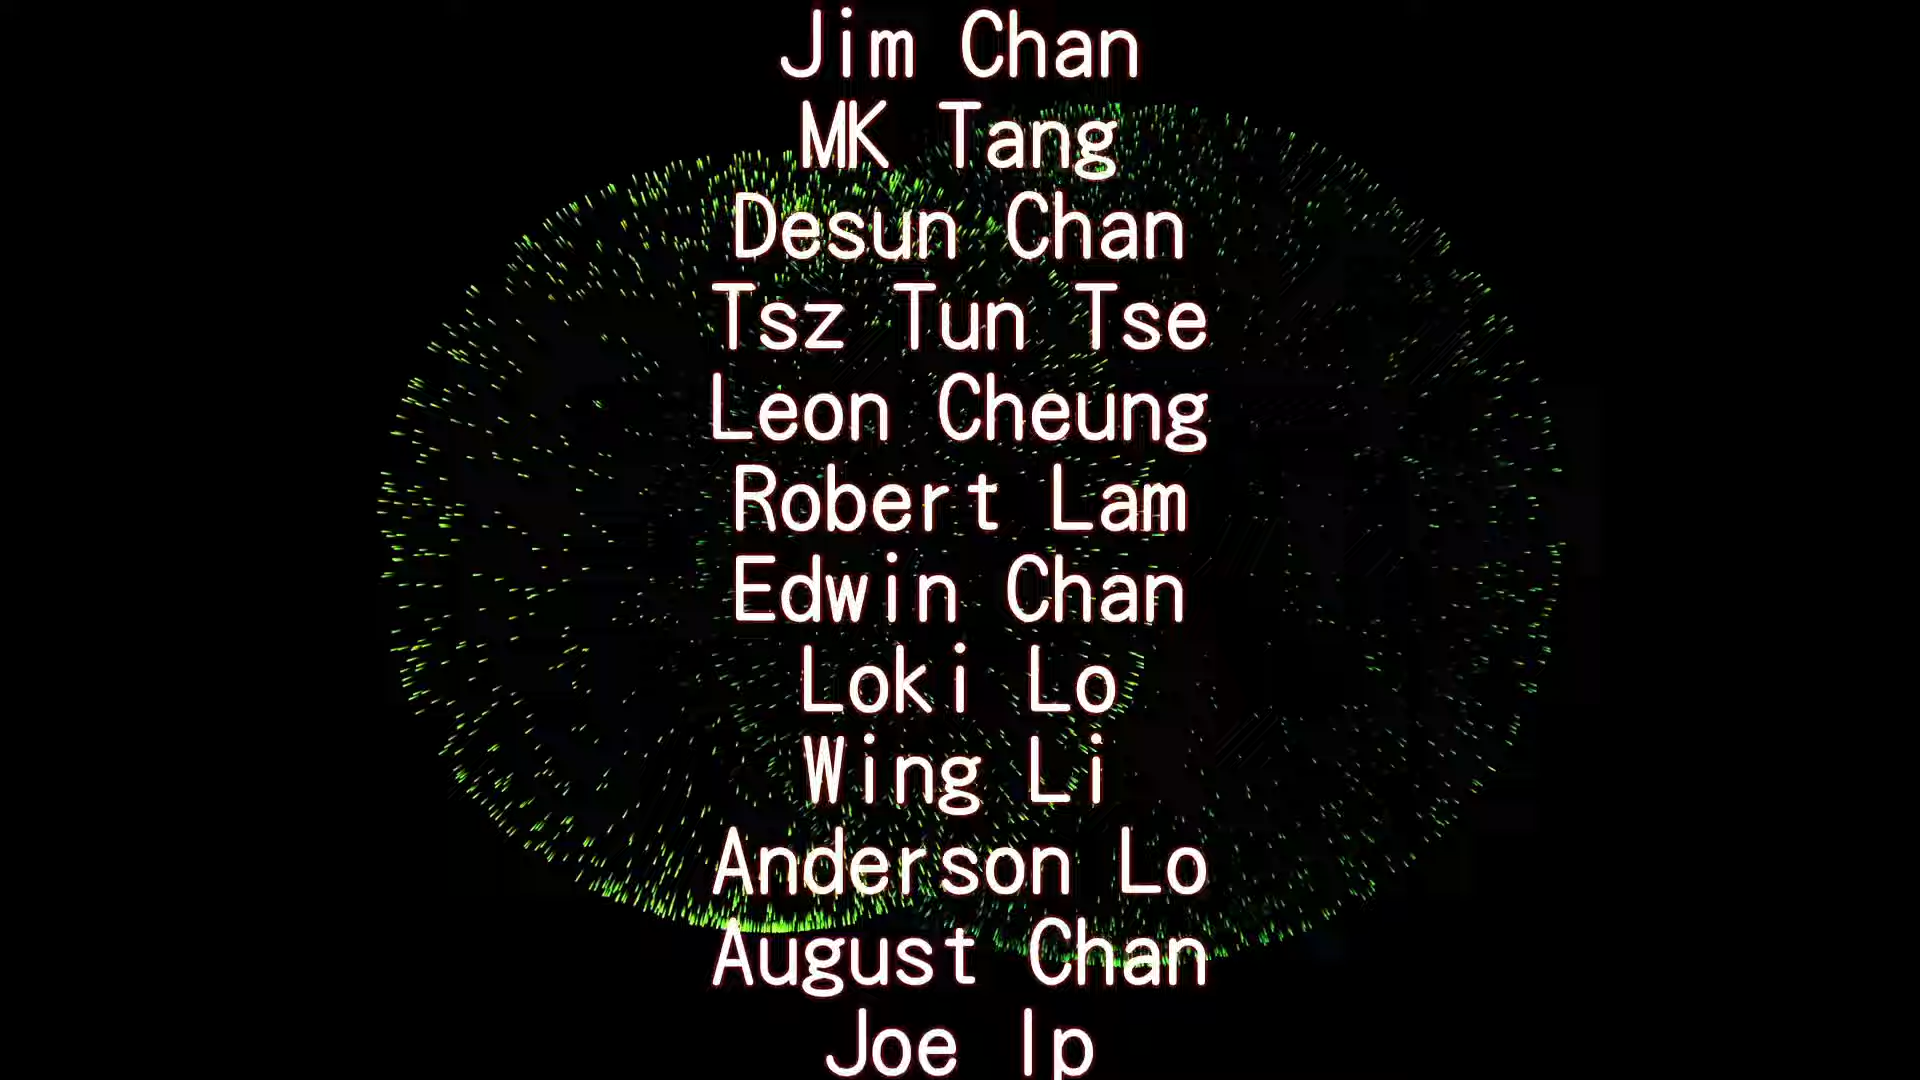 Jim Chan
MK Tang
Desun Chan
Tsz Tun Tse
Leon Cheung
Robert Lam
Edwin Chan
Loki Lo
Wing Li
Anderson Lo
August Chan
Joe Ip